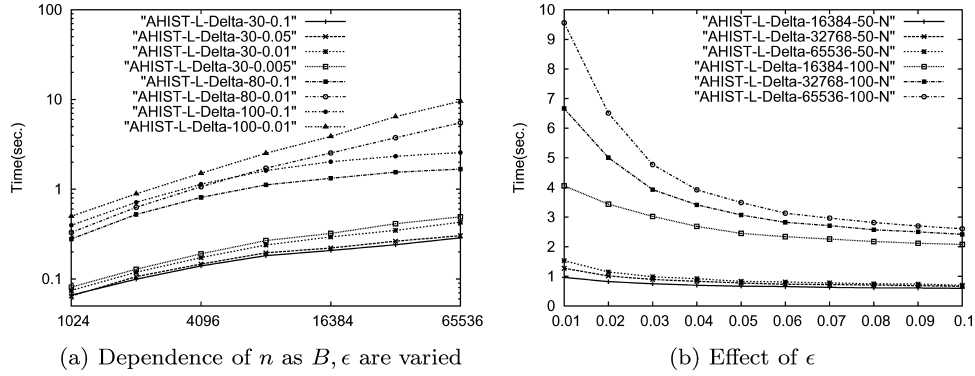 100
10
1
0.1
Time(sec.)
"AHIST-L-Delta-30-0.1"
"AHIST-L-Delta-30-0.05"
"AHIST-L-Delta-30-0.01"
"AHIST-L-Delta-30-0.005"
"AHIST-L-Delta-80-0.1"
"AHIST-L-Delta-80-0.01"
"AHIST-L-Delta-100-0.1"
"AHIST-L-Delta-100-0.01"
1024 4096 16384 65536
(a) Dependence of n as B, ϵ are varied
10
9
8
7
6
5
4
3
2
1
0
Time(sec.)
"AHIST-L-Delta-16384-50-N"
"AHIST-L-Delta-32768-50-N"
"AHIST-L-Delta-65536-50-N"
"AHIST-L-Delta-16384-100-N"
"AHIST-L-Delta-32768-100-N"
"AHIST-L-Delta-65536-100-N"
0.01 0.02 0.03 0.04 0.05 0.06 0.07 0.08 0.09 0.1
(b) Effect of ϵ